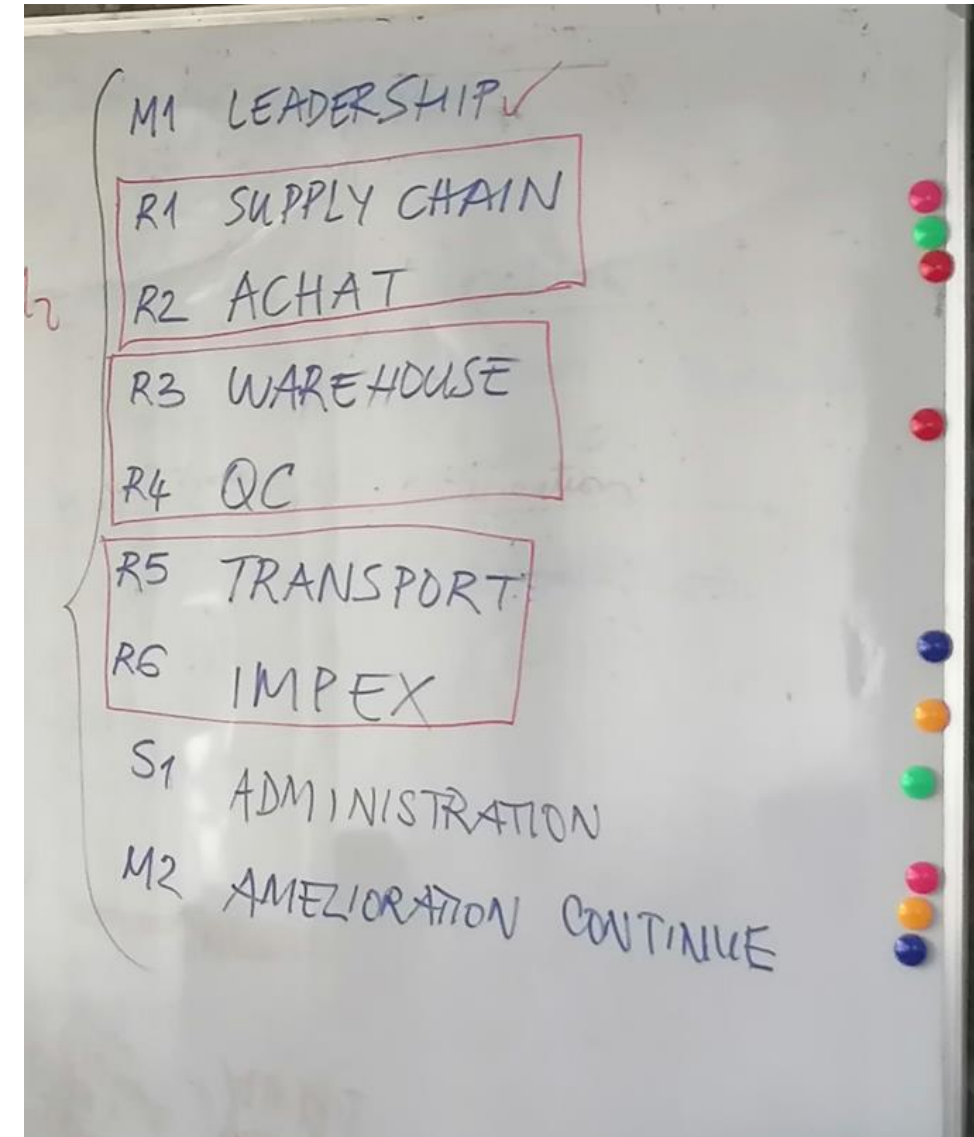 M1 LEADERSHIP✓
R1 SUPPLY CHAIN
R2 ACHAT
R3 WAREHOUSE
R4 QC
R5 TRANSPORT
R6 IMPEX
S1 ADMINISTRATION
M2 AMELIORATION CONTINUE